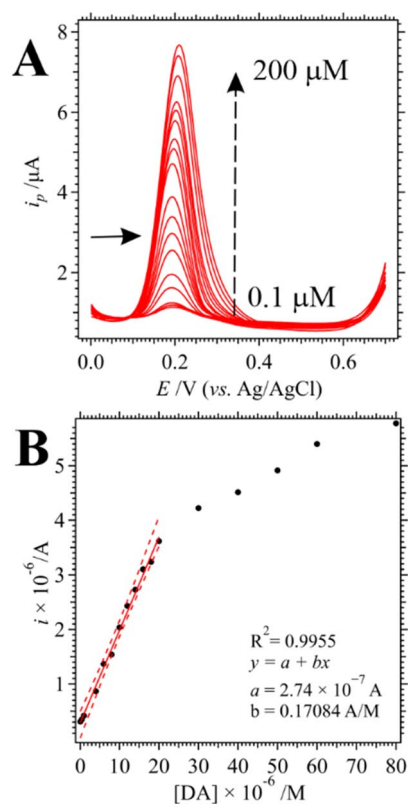 A
8
6
4
2
i_p /µA
200 µM
0.1 µM
0.0 0.2 0.4 0.6
E /V (vs. Ag/AgCl)
B
5
4
3
2
1
i × 10⁻⁶/A
R² = 0.9955
y = a + bx
a = 2.74 × 10⁻⁷ A
b = 0.17084 A/M
0 10 20 30 40 50 60 70 80
[DA] × 10⁻⁶ /M